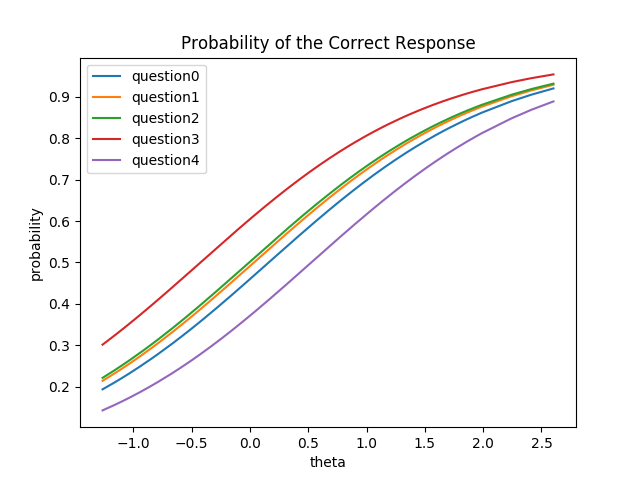 Probability of the Correct Response
question0
question1
question2
question3
question4
probability
0.9
0.8
0.7
0.6
0.5
0.4
0.3
0.2
−1.0 −0.5 0.0 0.5 1.0 1.5 2.0 2.5
theta